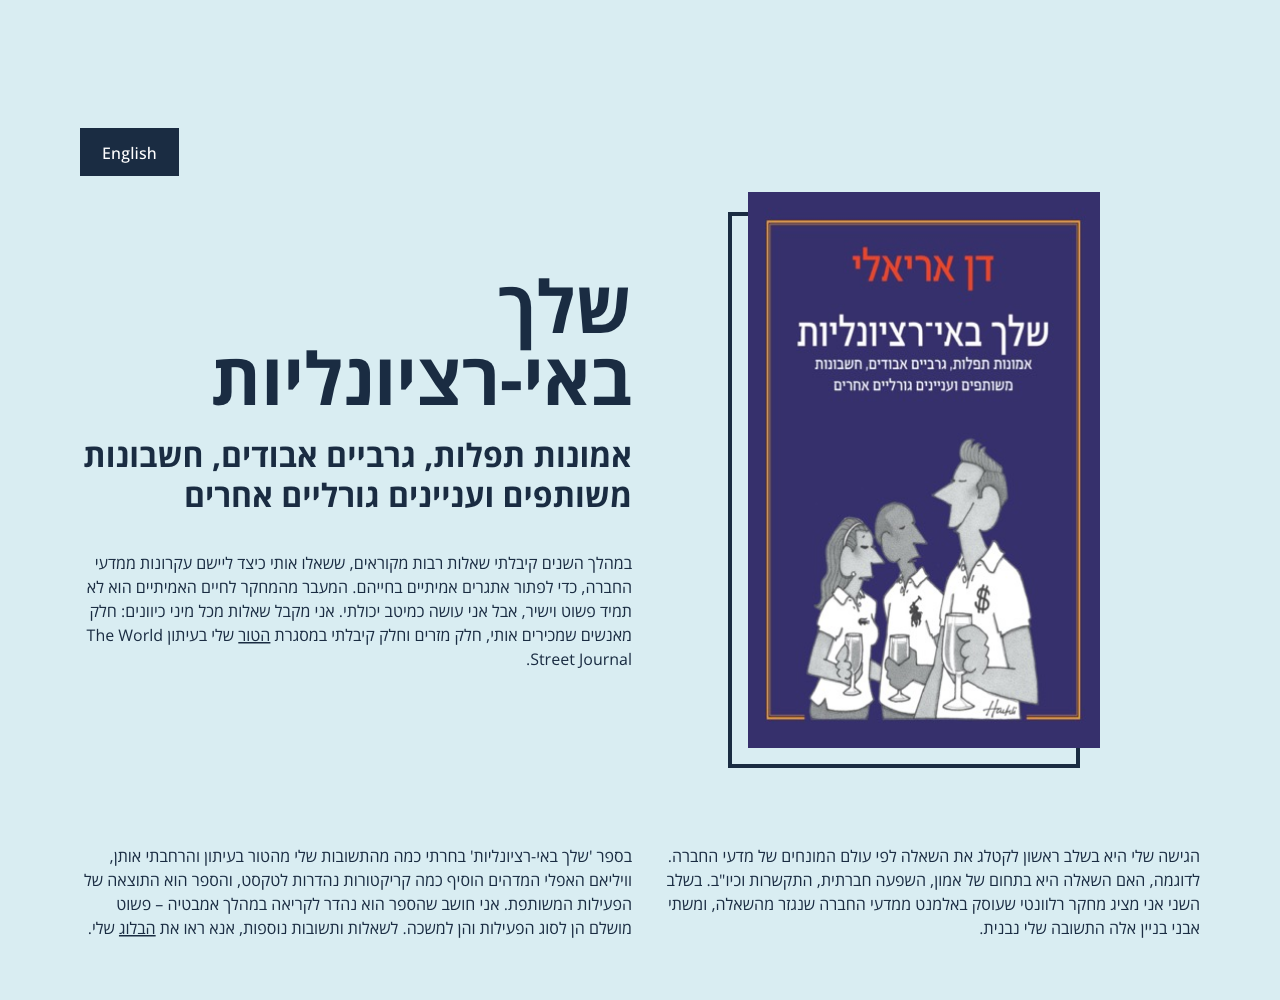 English
דן אריאלי
שלך באי־רציונליות
אמונות תפלות, גרביים אבודים, חשבונות
משותפים ועניינים גורליים אחרים
שלך
באי-רציונליות
אמונות תפלות, גרביים אבודים, חשבונות
משותפים ועניינים גורליים אחרים
במהלך השנים קיבלתי שאלות רבות מקוראים, ששאלו אותי כיצד ליישם עקרונות ממדעי
החברה, כדי לפתור אתגרים אמיתיים בחייהם. המעבר מהמחקר לחיים האמיתיים הוא לא
תמיד פשוט וישיר, אבל אני עושה כמיטב יכולתי. אני מקבל שאלות מכל מיני כיוונים: חלק
מאנשים שמכירים אותי, חלק מזרים וחלק קיבלתי במסגרת הטור שלי בעיתון The World
Street Journal.
הגישה שלי היא בשלב ראשון לקטלג את השאלה לפי עולם המונחים של מדעי החברה.
לדוגמה, האם השאלה היא בתחום של אמון, השפעה חברתית, התקשרות וכיו"ב. בשלב
השני אני מציג מחקר רלוונטי שעוסק באלמנט ממדעי החברה שנגזר מהשאלה, ומשתי
אבני בניין אלה התשובה שלי נבנית.
בספר 'שלך באי-רציונליות' בחרתי כמה מהתשובות שלי מהטור בעיתון והרחבתי אותן,
וויליאם האפלי המדהים הוסיף כמה קריקטורות נהדרות לטקסט, והספר הוא התוצאה של
הפעילות המשותפת. אני חושב שהספר הוא נהדר לקריאה במהלך אמבטיה – פשוט
מושלם הן לסוג הפעילות והן למשכה. לשאלות ותשובות נוספות, אנא ראו את הבלוג שלי.